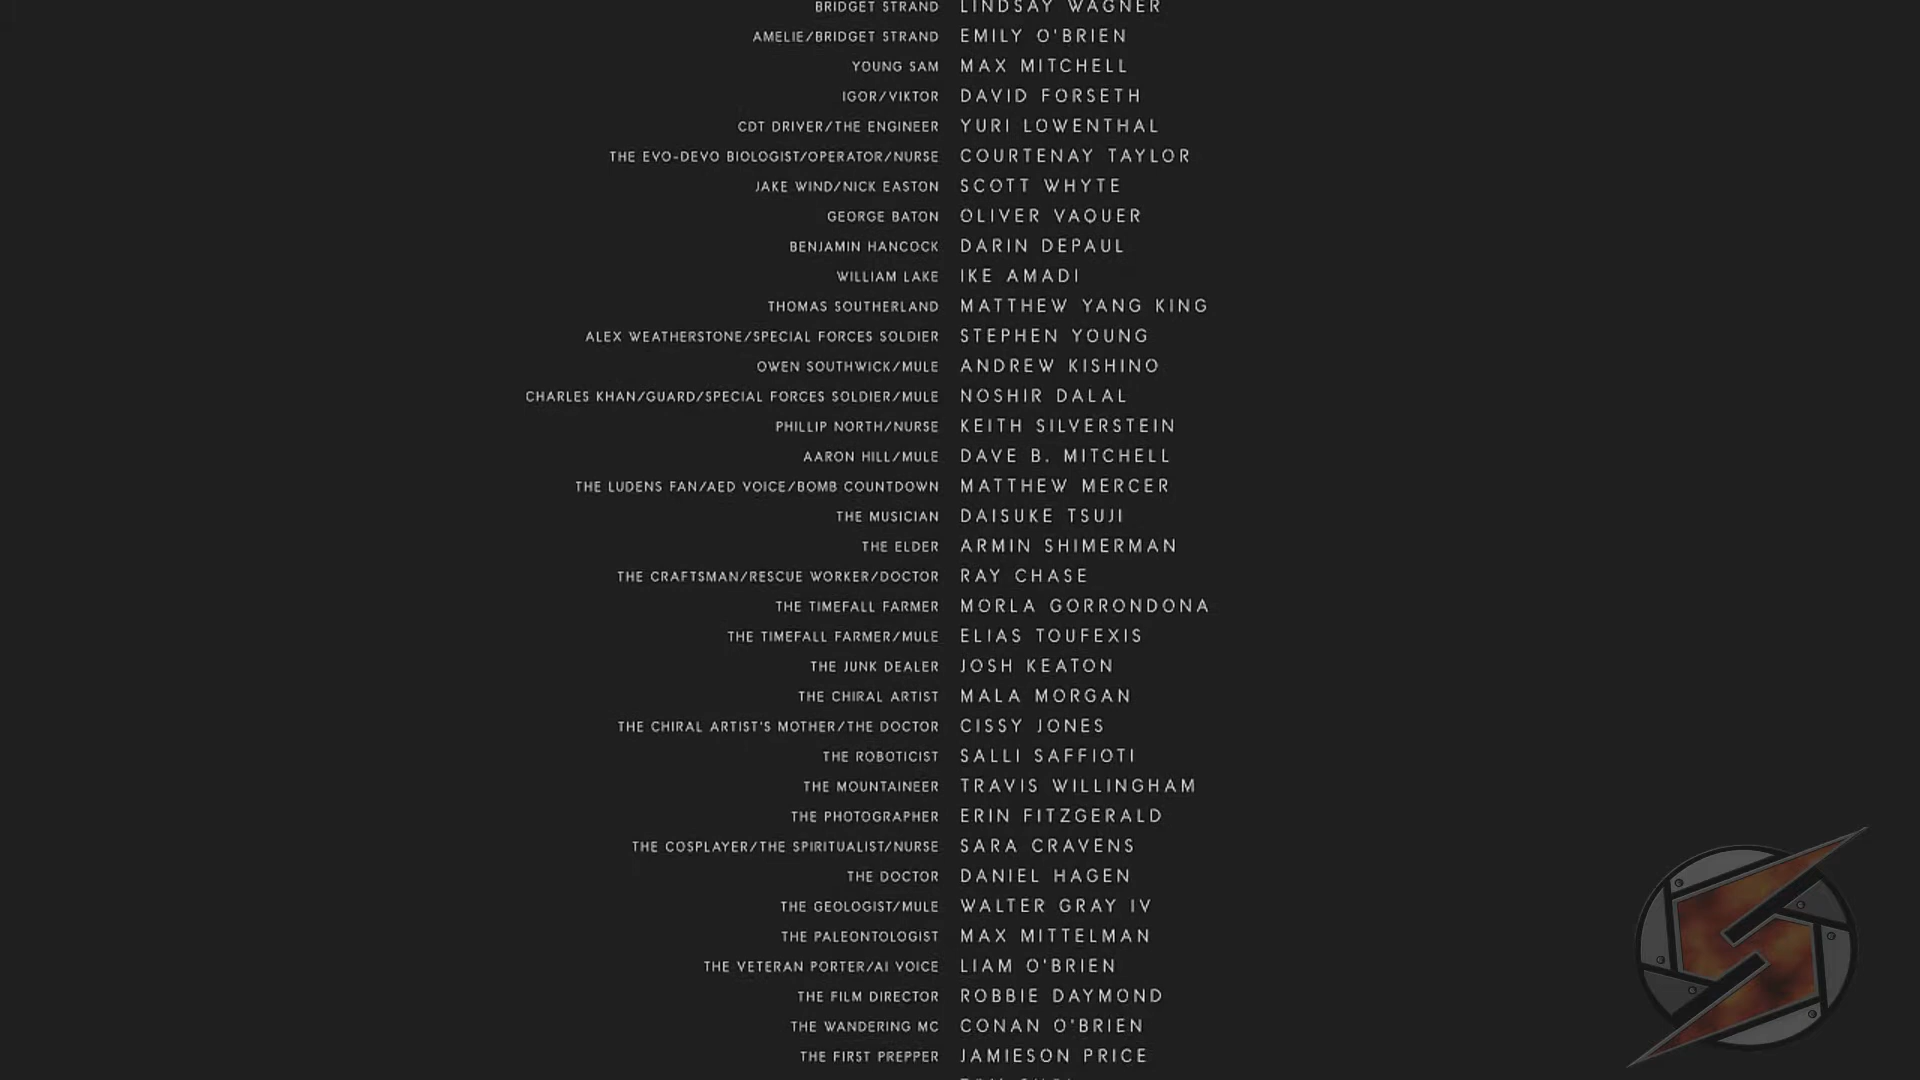 BRIDGET STRAND LINDSAY WAGNER
AMELIE/BRIDGET STRAND EMILY O'BRIEN
YOUNG SAM MAX MITCHELL
IGOR/VIKTOR DAVID FORSETH
CDT DRIVER/THE ENGINEER YURI LOWENTHAL
THE EVO-DEVO BIOLOGIST/OPERATOR/NURSE COURTENAY TAYLOR
JAKE WIND/NICK EASTON SCOTT WHYTE
GEORGE BATON OLIVER VAQUER
BENJAMIN HANCOCK DARIN DEPAUL
WILLIAM LAKE IKE AMADI
THOMAS SOUTHERLAND MATTHEW YANG KING
ALEX WEATHERSTONE/SPECIAL FORCES SOLDIER STEPHEN YOUNG
OWEN SOUTHWICK/MULE ANDREW KISHINO
CHARLES KHAN/GUARD/SPECIAL FORCES SOLDIER/MULE NOSHIR DALAL
PHILLIP NORTH/NURSE KEITH SILVERSTEIN
AARON HILL/MULE DAVE B. MITCHELL
THE LUDENS FAN/AED VOICE/BOMB COUNTDOWN MATTHEW MERCER
THE MUSICIAN DAISUKE TSUJI
THE ELDER ARMIN SHIMERMAN
THE CRAFTSMAN/RESCUE WORKER/DOCTOR RAY CHASE
THE TIMEFALL FARMER MORLA GORRONDONA
THE TIMEFALL FARMER/MULE ELIAS TOUFEXIS
THE JUNK DEALER JOSH KEATON
THE CHIRAL ARTIST MALA MORGAN
THE CHIRAL ARTIST'S MOTHER/THE DOCTOR CISSY JONES
THE ROBOTICIST SALLI SAFFIOTI
THE MOUNTAINEER TRAVIS WILLINGHAM
THE PHOTOGRAPHER ERIN FITZGERALD
THE COSPLAYER/THE SPIRITUALIST/NURSE SARA CRAVENS
THE DOCTOR DANIEL HAGEN
THE GEOLOGIST/MULE WALTER GRAY IV
THE PALEONTOLOGIST MAX MITTELMAN
THE VETERAN PORTER/AI VOICE LIAM O'BRIEN
THE FILM DIRECTOR ROBBIE DAYMOND
THE WANDERING MC CONAN O'BRIEN
THE FIRST PREPPER JAMIESON PRICE